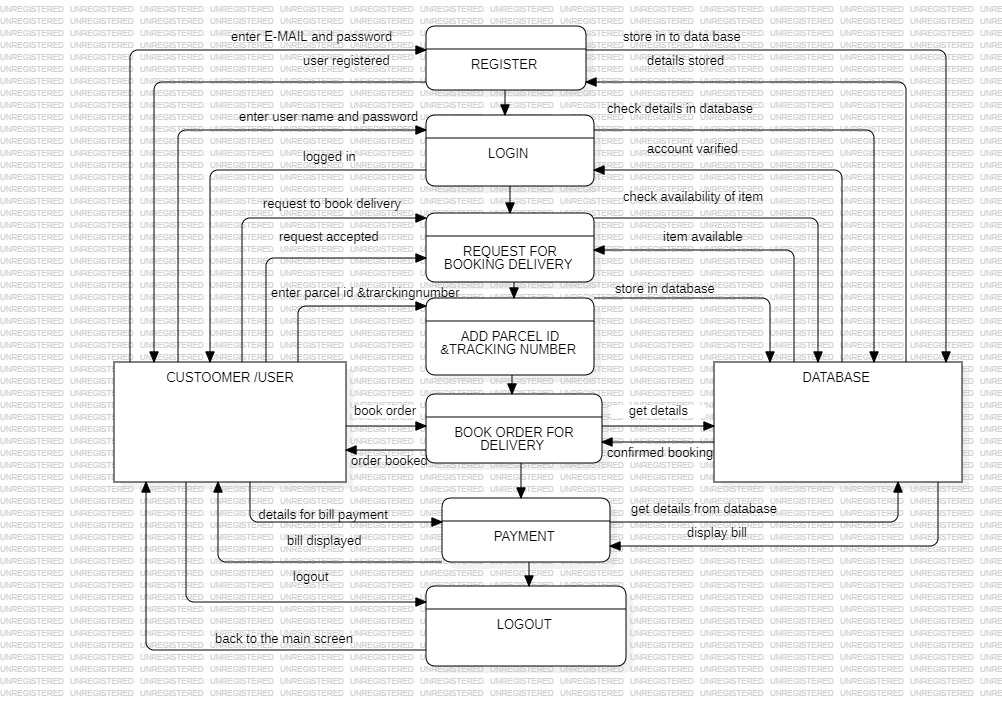 enter E-MAIL and password
store in to data base
user registered
details stored
REGISTER
check details in database
enter user name and password
account varified
logged in
LOGIN
check availability of item
request to book delivery
item available
request accepted
REQUEST FOR
BOOKING DELIVERY
store in database
enter parcel id &trarckingnumber
ADD PARCEL ID
&TRACKING NUMBER
CUSTOOMER /USER
DATABASE
book order
get details
BOOK ORDER FOR
DELIVERY
order booked
confirmed booking
details for bill payment
get details from database
bill displayed
display bill
PAYMENT
logout
LOGOUT
back to the main screen
UNREGISTERED